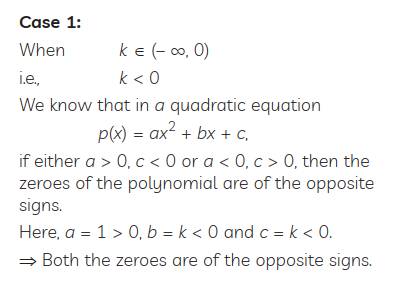 Case 1:
When k ∈ (– ∞, 0)
i.e., k < 0
We know that in a quadratic equation
p(x) = ax² + bx + c,
if either a > 0, c < 0 or a < 0, c > 0, then the
zeroes of the polynomial are of the opposite
signs.
Here, a = 1 > 0, b = k < 0 and c = k < 0.
⇒ Both the zeroes are of the opposite signs.